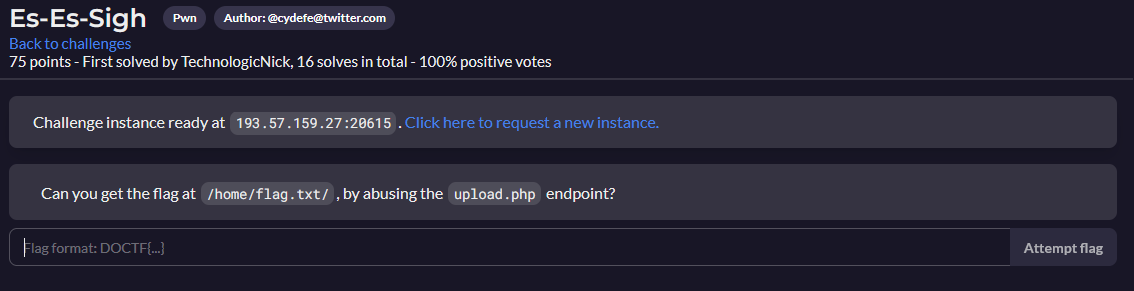 Es-Es-Sigh Pwn Author: @cydefe@twitter.com
Back to challenges
75 points - First solved by TechnologicNick, 16 solves in total - 100% positive votes
Challenge instance ready at 193.57.159.27:20615. Click here to request a new instance.
Can you get the flag at /home/flag.txt/, by abusing the upload.php endpoint?
Flag format: DOCTF{...} Attempt flag